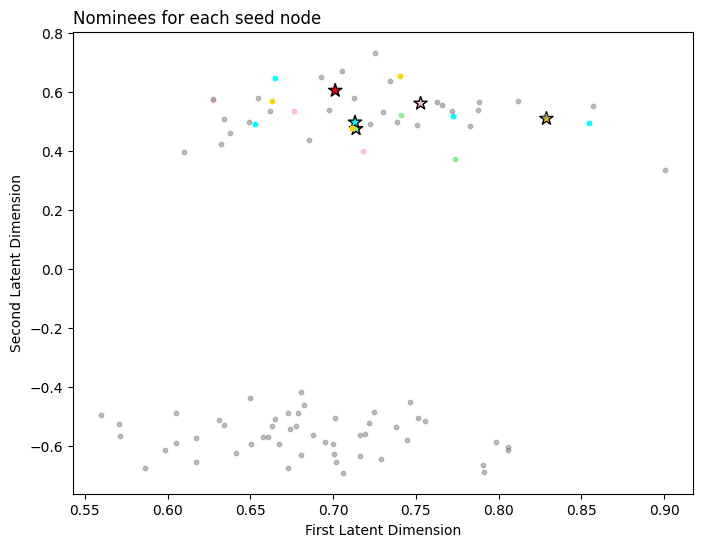 Nominees for each seed node
0.8
0.6
0.4
0.2
0.0
−0.2
−0.4
−0.6
Second Latent Dimension
0.55 0.60 0.65 0.70 0.75 0.80 0.85 0.90
First Latent Dimension